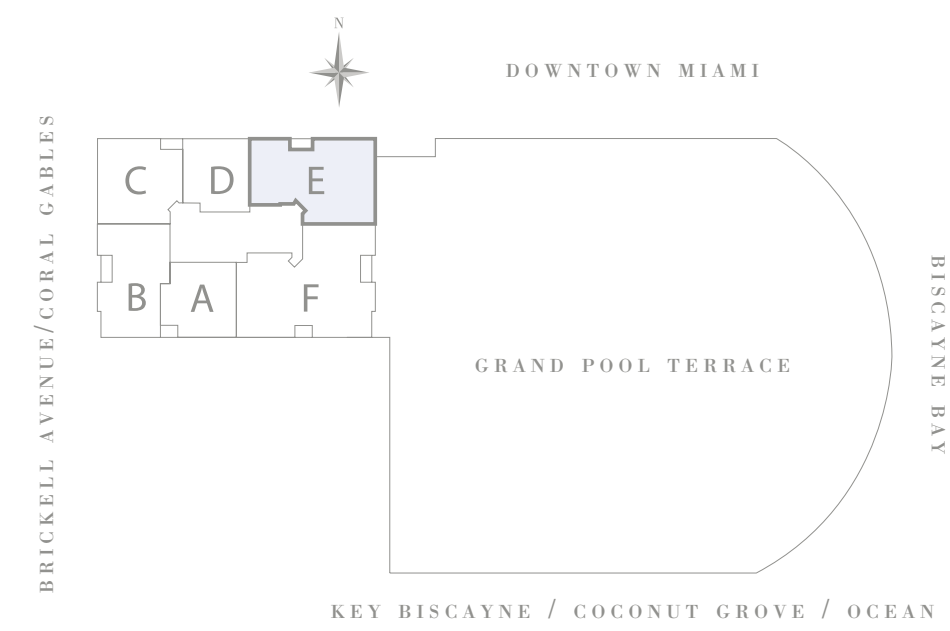 N
DOWNTOWN MIAMI
BRICKELL AVENUE/CORAL GABLES
C
D
E
B
A
F
GRAND POOL TERRACE
BISCAYNE BAY
KEY BISCAYNE / COCONUT GROVE / OCEAN